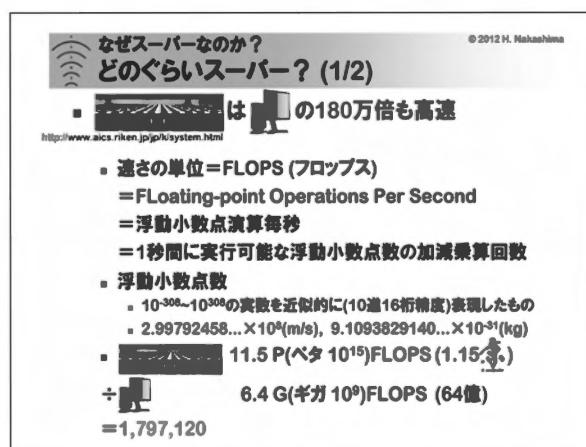 なぜスーパーなのか？
© 2012 H. Nakashima
どのぐらいスーパー？ (1/2)
▪ は の180万倍も高速
http://www.aics.riken.jp/jp/k/system.html
▪ 速さの単位＝FLOPS (フロップス)
＝FLoating-point Operations Per Second
＝浮動小数点演算毎秒
＝1秒間に実行可能な浮動小数点数の加減乗算回数
▪ 浮動小数点数
▪ 10⁻³⁰⁸~10³⁰⁸の実数を近似的に(10進16桁精度)表現したもの
▪ 2.99792458...×10⁸(m/s), 9.1093829140...×10⁻³¹(kg)
▪ 11.5 P(ペタ 10¹⁵)FLOPS (1.15 )
÷ 6.4 G(ギガ 10⁹)FLOPS (64億)
＝1,797,120